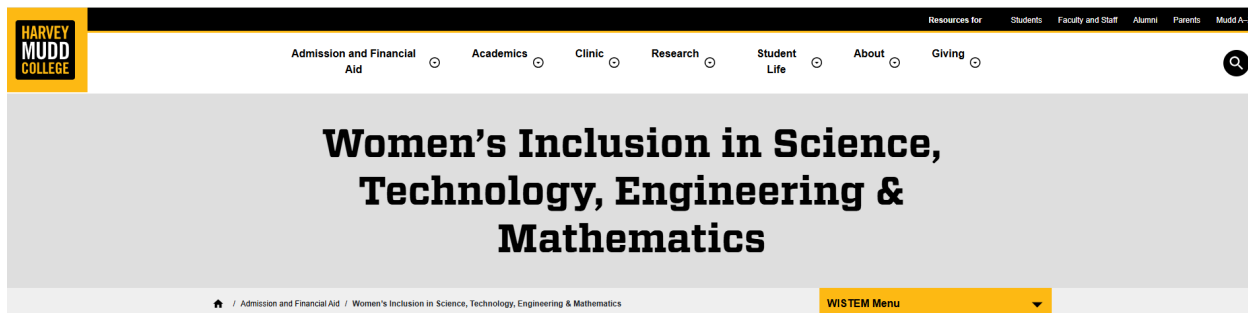 Resources for Students Faculty and Staff Alumni Parents
HARVEY
MUDD
COLLEGE
Admission and Financial
Aid
Academics
Clinic
Research
Student
Life
About
Giving
Women's Inclusion in Science,
Technology, Engineering &
Mathematics
/ Admission and Financial Aid / Women's Inclusion in Science, Technology, Engineering & Mathematics
WISTEM Menu